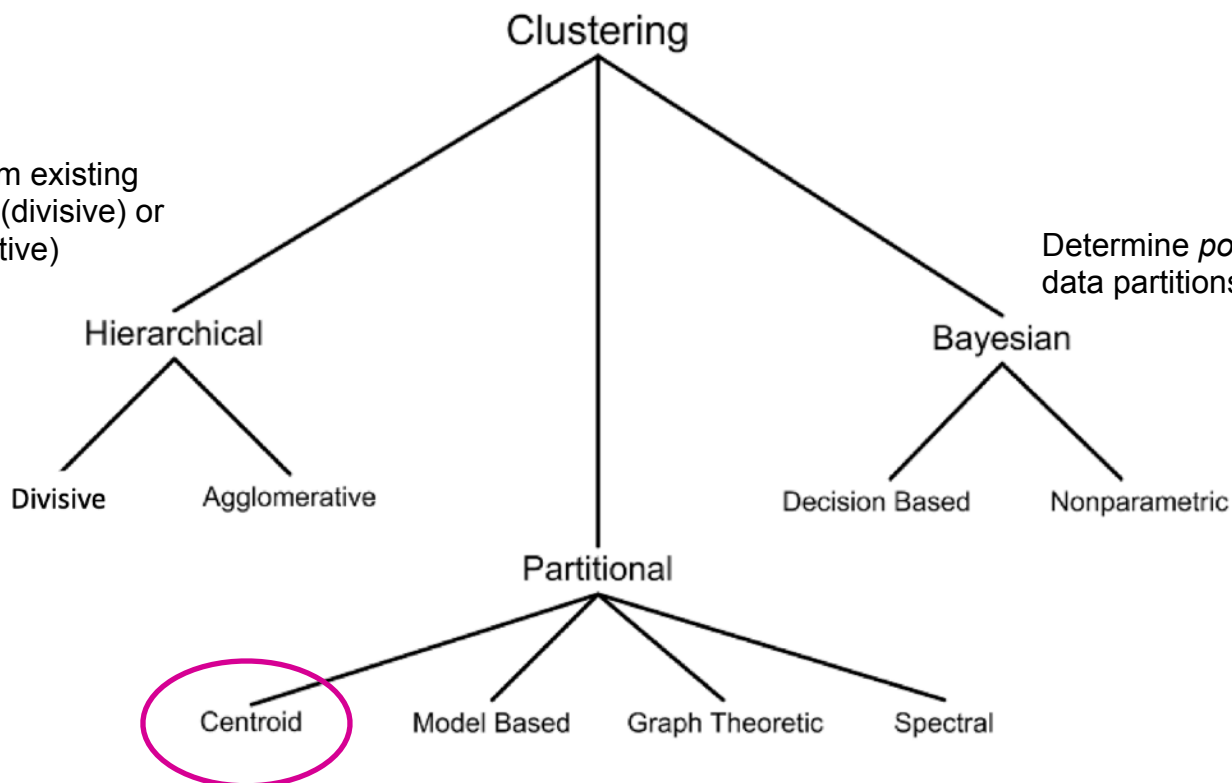 Clustering
existing
(divisive) or
Hierarchical
Determine
data partitions
Bayesian
Divisive
Agglomerative
Decision Based
Nonparametric
Partitional
Centroid
Model Based
Graph Theoretic
Spectral